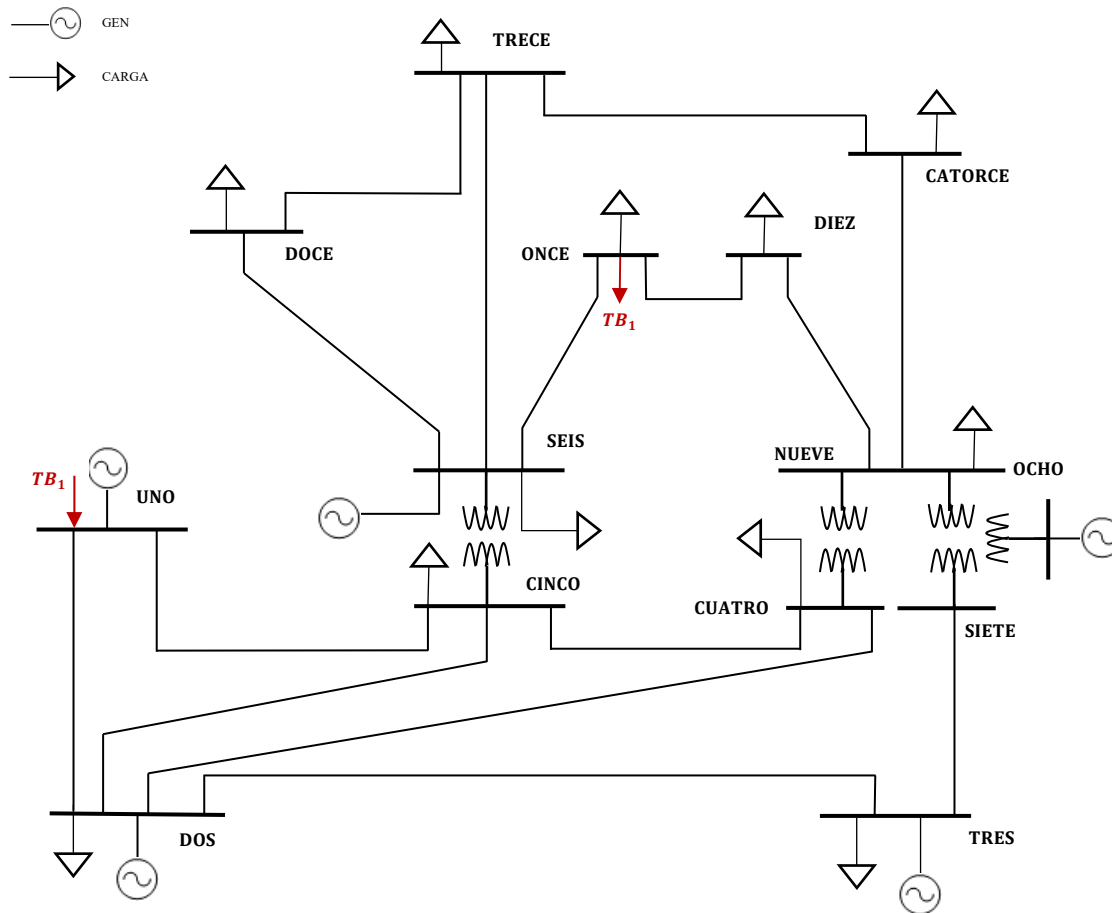 GEN
CARGA
TRECE
CATORCE
DOCE
ONCE
DIEZ
TB₁
SEIS
NUEVE
OCHO
TB₁
UNO
CINCO
CUATRO
SIETE
DOS
TRES